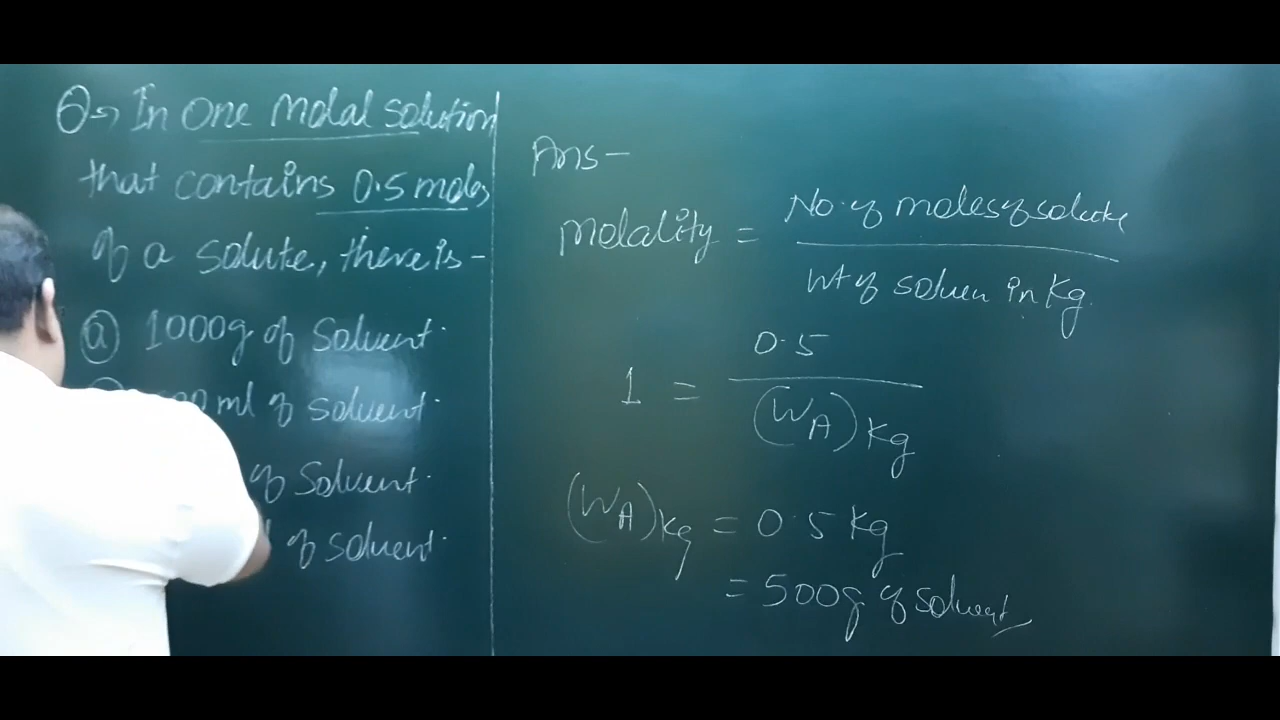 Q→ In One Molal solution
that contains 0.5 moles
of a solute, there is -
(a) 1000g of Solvent.
ml of solvent.
of Solvent.
of solvent.
Ans-
Molality = No. of moles of solute
Wt of solven in Kg.
1 = 0.5
(WA)Kg
(WA)Kg = 0.5 Kg
= 500g of solvent